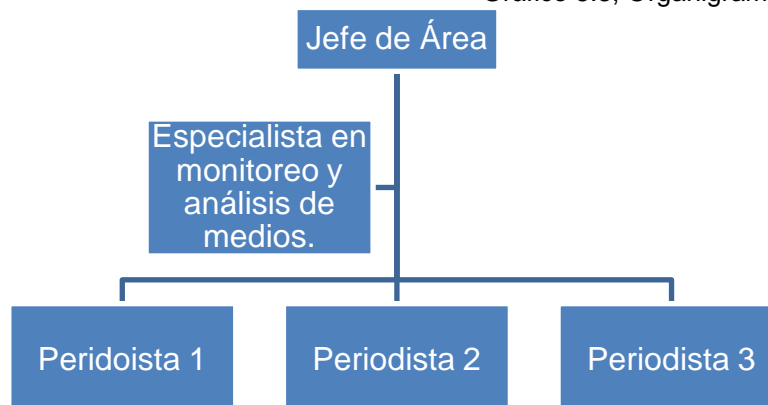 Jefe de Área
Especialista en
monitoreo y
análisis de
medios.
Peridoista 1
Periodista 2
Periodista 3